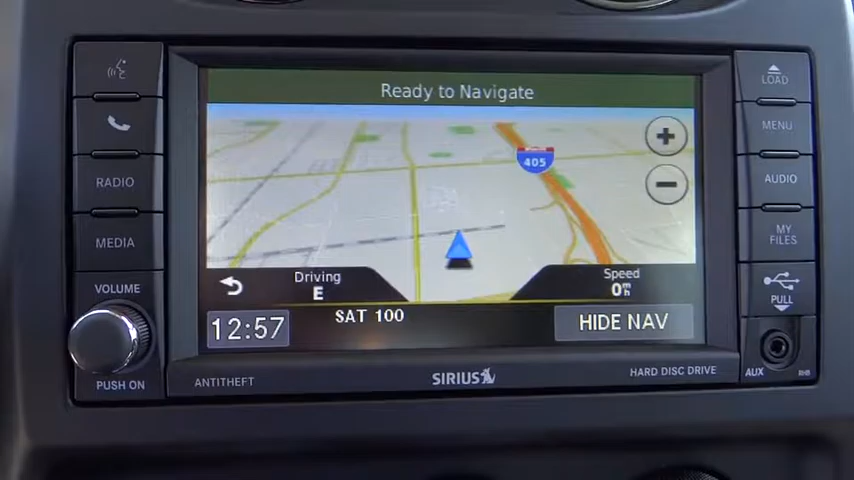 Ready to Navigate
LOAD
MENU
405
RADIO
AUDIO
MEDIA
MY
FILES
Driving
E
Speed
0 m/h
VOLUME
PULL
SAT 100
12:57
HIDE NAV
PUSH ON
ANTITHEFT
SIRIUS
HARD DISC DRIVE
AUX
RHB